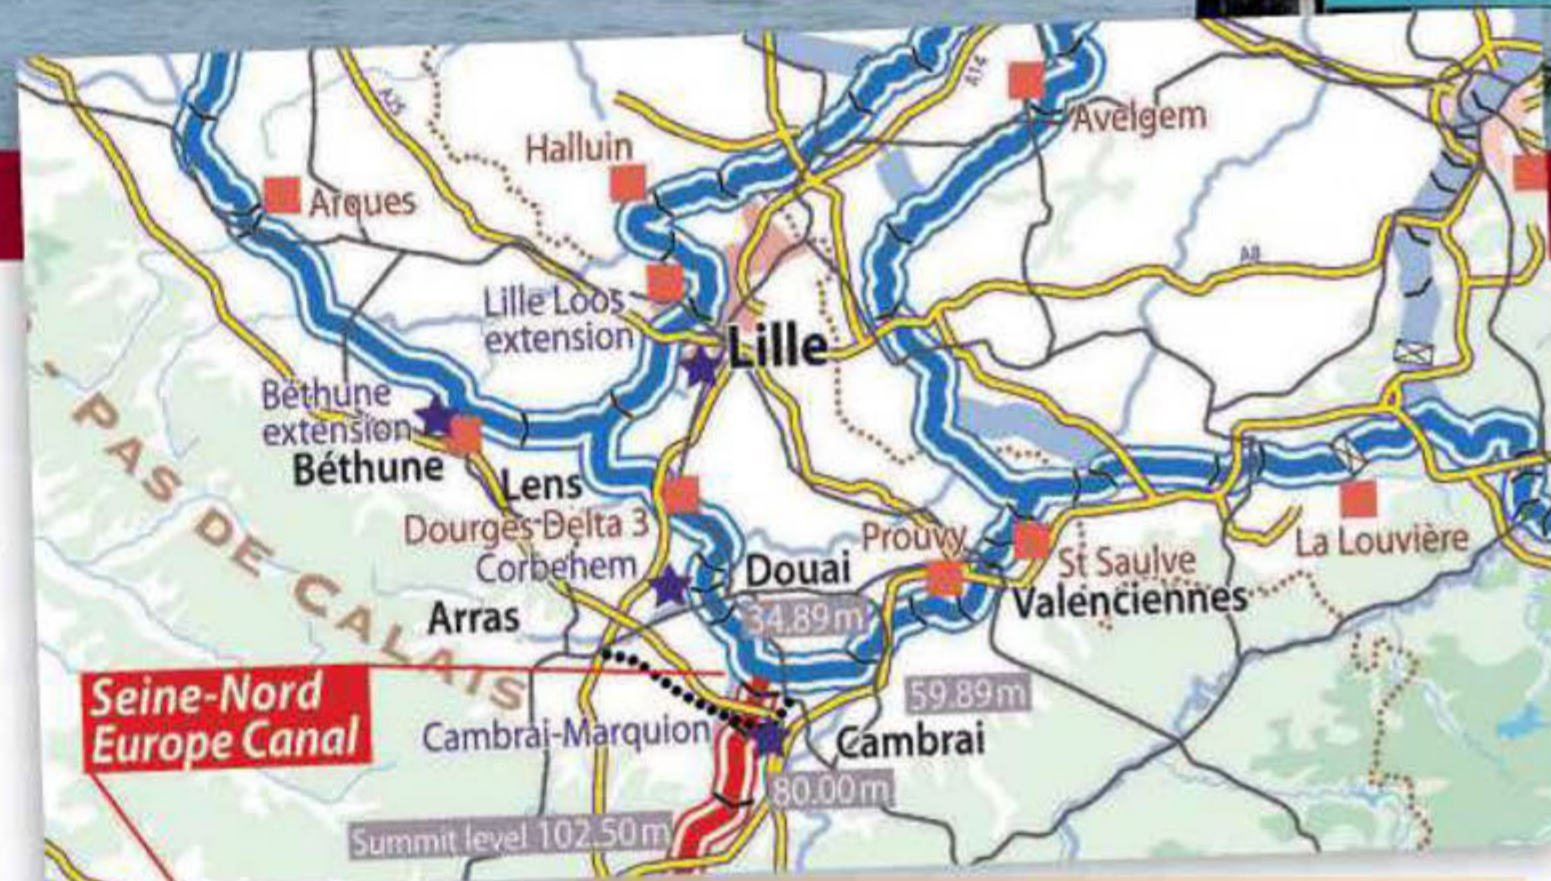 A25
A14
Avelgem
Halluin
Arques
A8
Lille Loos
extension
Lille
Béthune
extension
Béthune
Lens
Dourges-Delta 3
Prouvy
La Louvière
Corbehem
Douai
St Saulve
Valenciennes
Arras
34.89m
PAS DE CALAIS
59.89m
Seine-Nord
Europe Canal
Cambrai-Marquion
Cambrai
80.00m
Summit level 102.50m